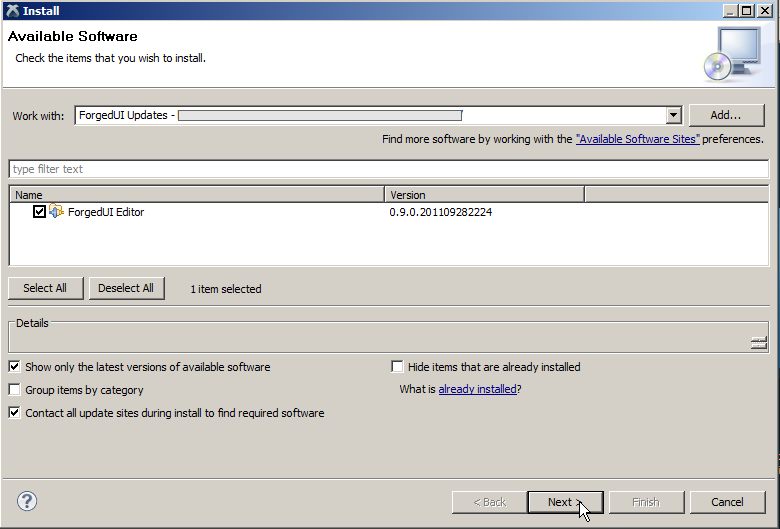 Install
Available Software
Check the items that you wish to install.
Work with: ForgedUI Updates - Add...
Find more software by working with the "Available Software Sites" preferences.
type filter text
Name Version
ForgedUI Editor 0.9.0.201109282224
Select All Deselect All 1 item selected
Details
Show only the latest versions of available software Hide items that are already installed
Group items by category What is already installed?
Contact all update sites during install to find required software
? < Back Next > Finish Cancel